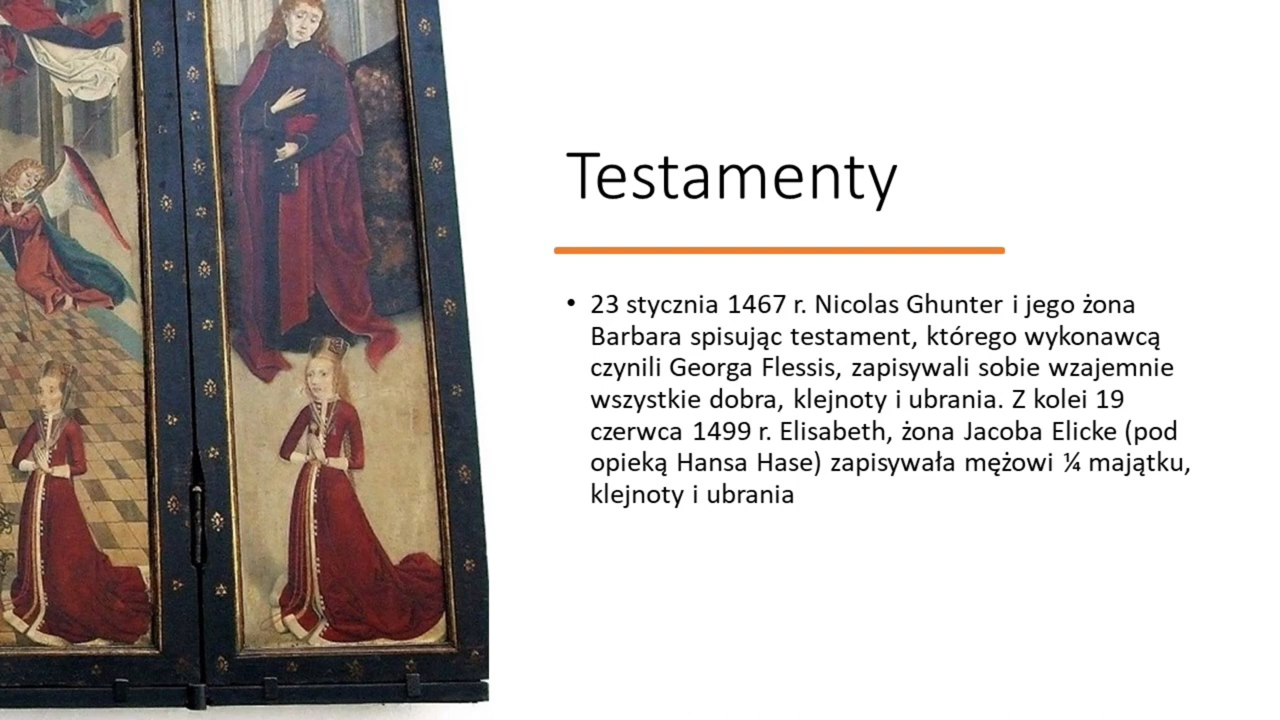 Testamenty
• 23 stycznia 1467 r. Nicolas Ghunter i jego żona
Barbara spisując testament, którego wykonawcą
czynili Georga Flessis, zapisywali sobie wzajemnie
wszystkie dobra, klejnoty i ubrania. Z kolei 19
czerwca 1499 r. Elisabeth, żona Jacoba Elicke (pod
opieką Hansa Hase) zapisywała mężowi ¼ majątku,
klejnoty i ubrania